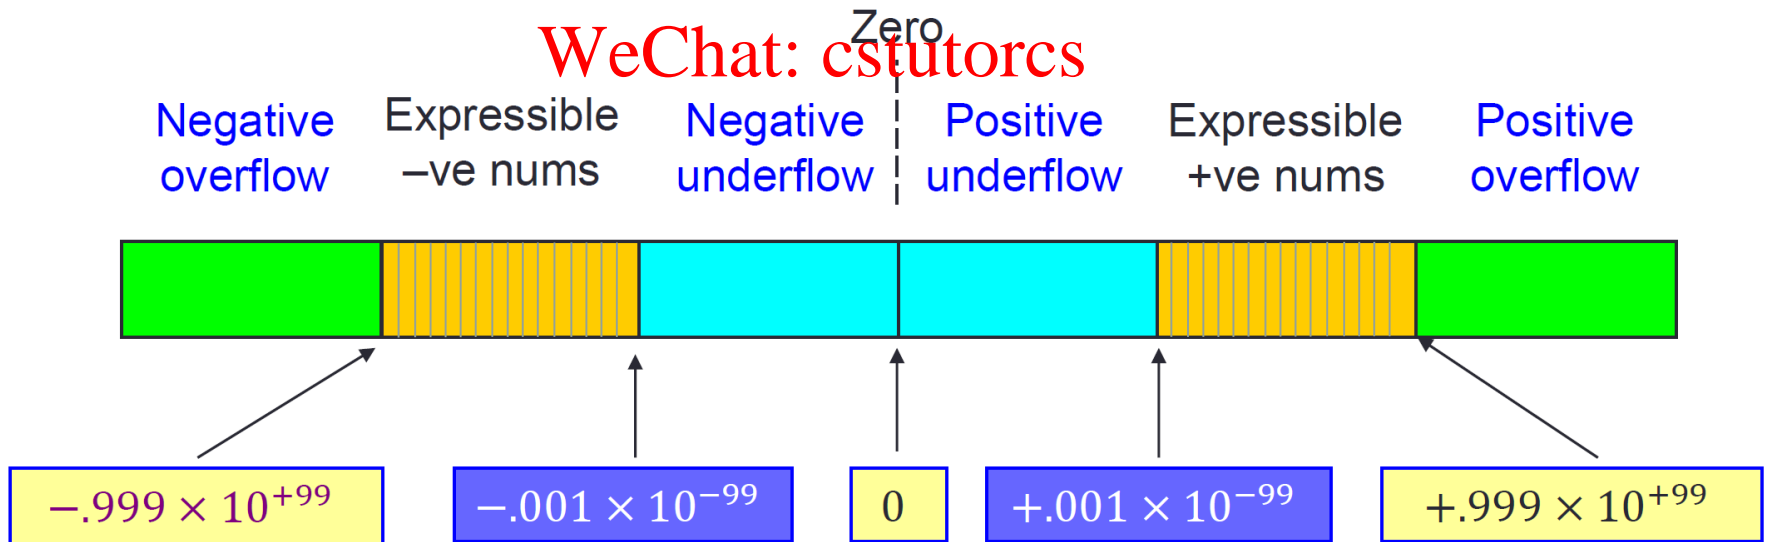 Zero
WeChat: cstutorcs
Negative overflow
Expressible –ve nums
Negative underflow
Positive underflow
Expressible +ve nums
Positive overflow
−.999 × 10⁺⁹⁹
−.001 × 10⁻⁹⁹
0
+.001 × 10⁻⁹⁹
+.999 × 10⁺⁹⁹